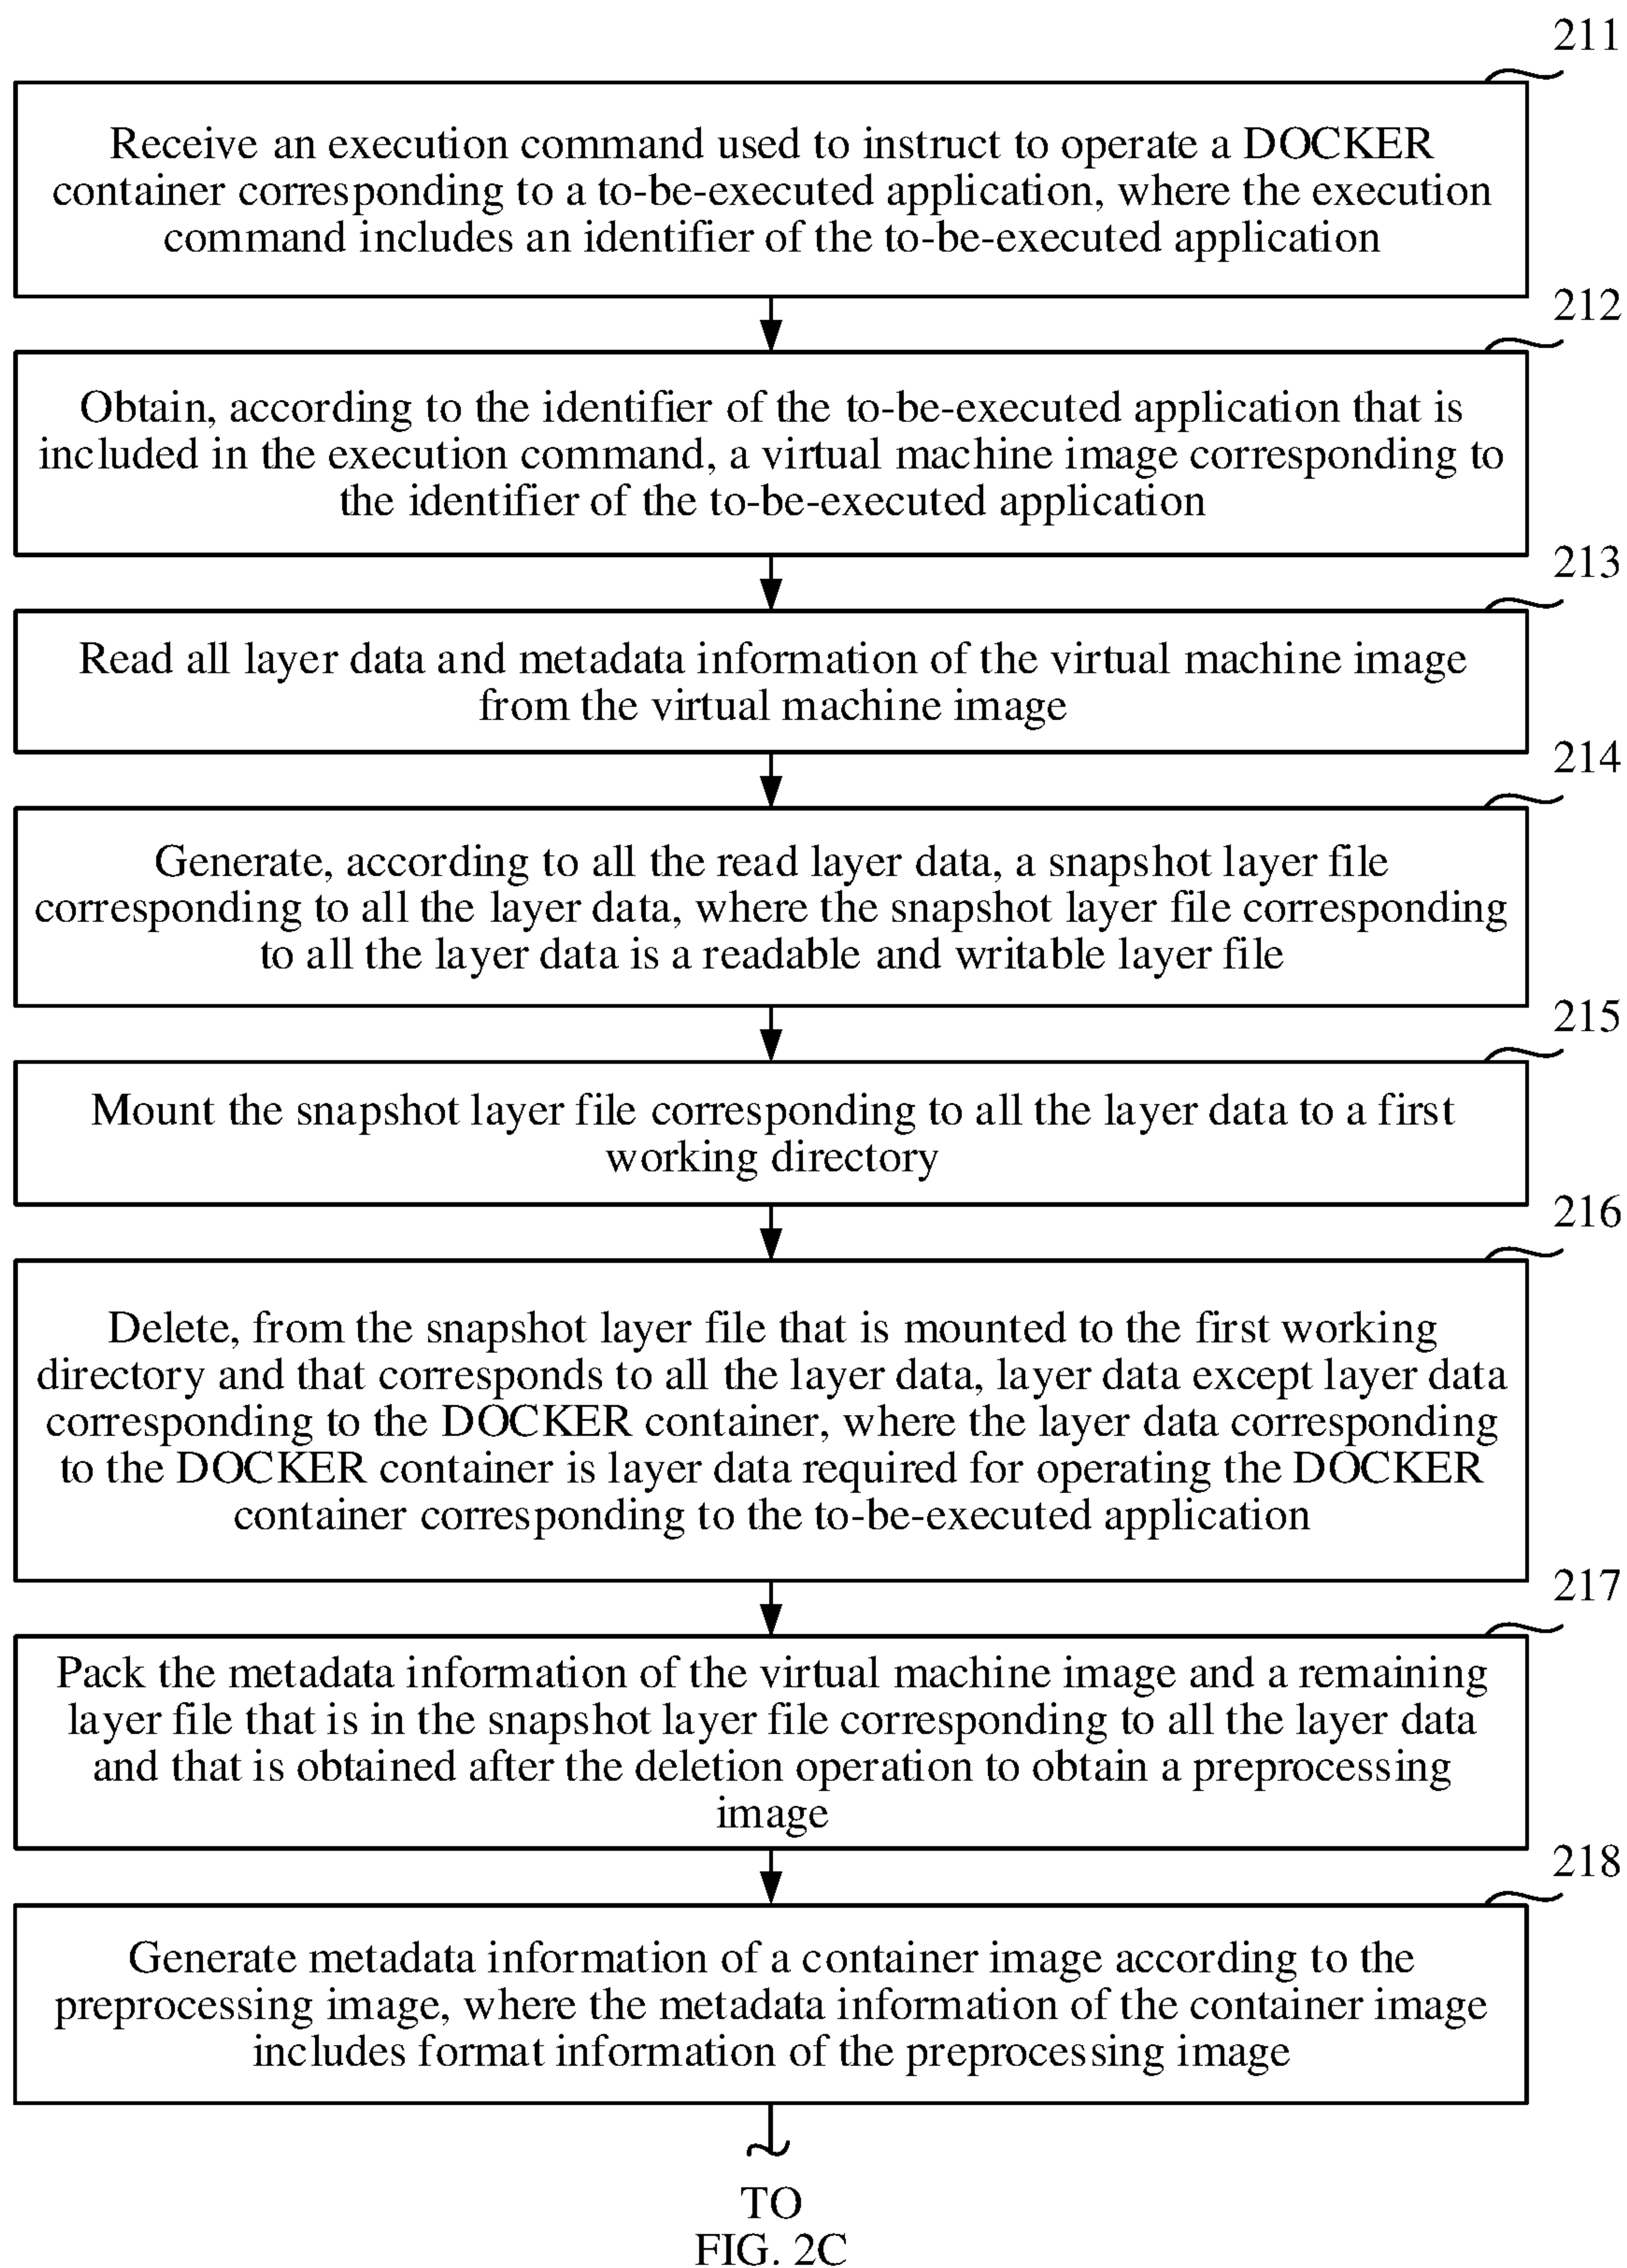 211
Receive an execution command used to instruct to operate a DOCKER
container corresponding to a to-be-executed application, where the execution
command includes an identifier of the to-be-executed application
212
Obtain, according to the identifier of the to-be-executed application that is
included in the execution command, a virtual machine image corresponding to
the identifier of the to-be-executed application
213
Read all layer data and metadata information of the virtual machine image
from the virtual machine image
214
Generate, according to all the read layer data, a snapshot layer file
corresponding to all the layer data, where the snapshot layer file corresponding
to all the layer data is a readable and writable layer file
215
Mount the snapshot layer file corresponding to all the layer data to a first
working directory
216
Delete, from the snapshot layer file that is mounted to the first working
directory and that corresponds to all the layer data, layer data except layer data
corresponding to the DOCKER container, where the layer data corresponding
to the DOCKER container is layer data required for operating the DOCKER
container corresponding to the to-be-executed application
217
Pack the metadata information of the virtual machine image and a remaining
layer file that is in the snapshot layer file corresponding to all the layer data
and that is obtained after the deletion operation to obtain a preprocessing
image
218
Generate metadata information of a container image according to the
preprocessing image, where the metadata information of the container image
includes format information of the preprocessing image
TO
FIG. 2C